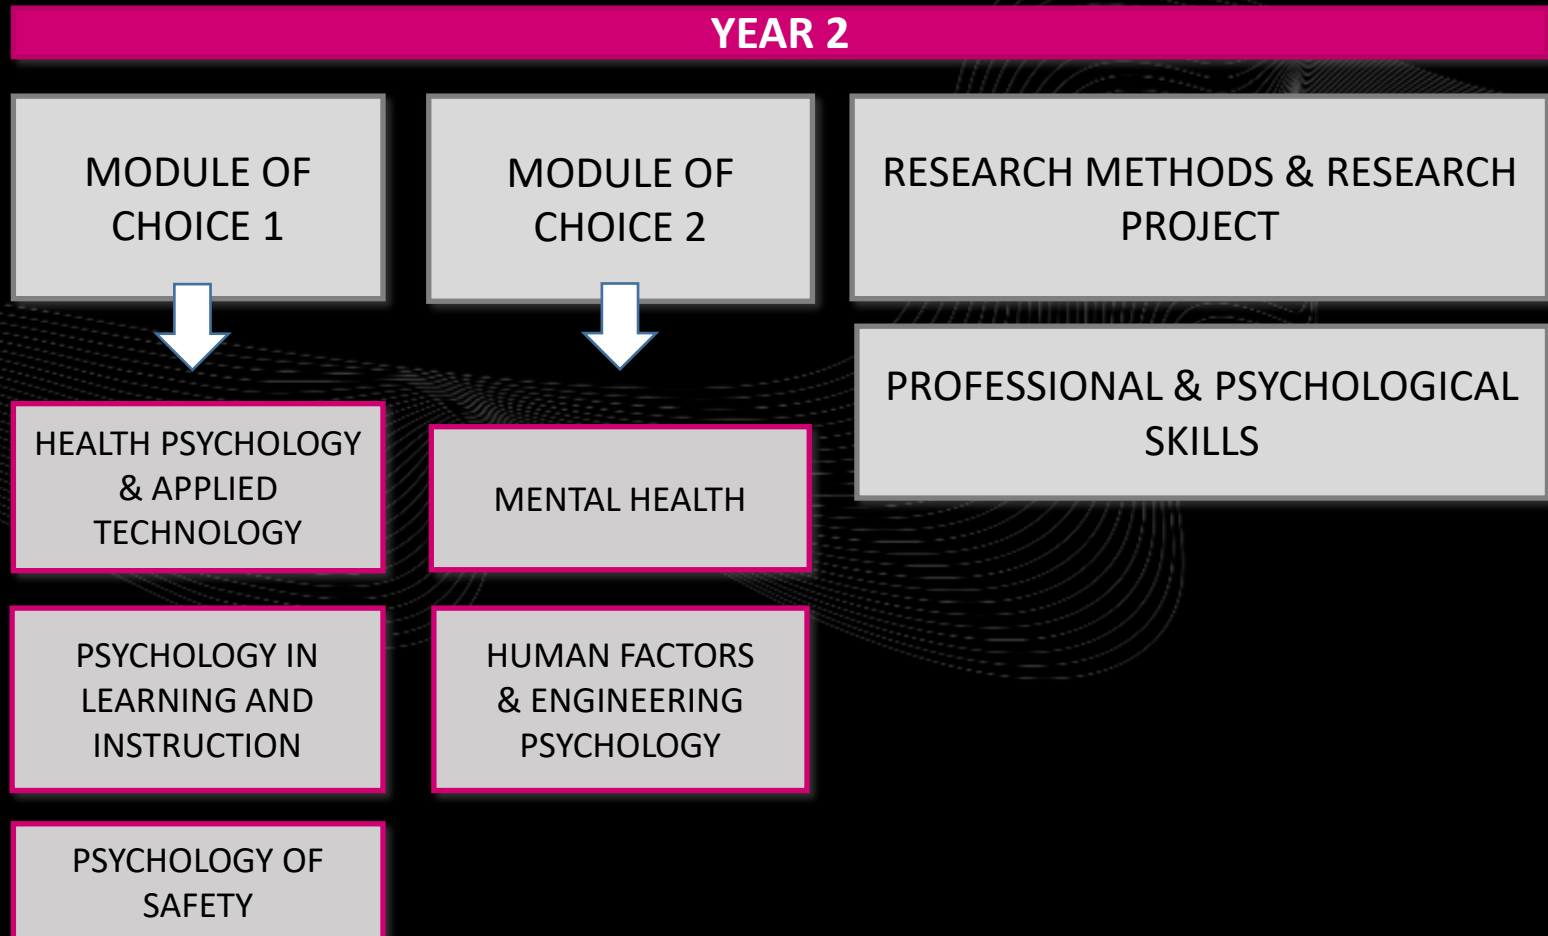 YEAR 2
MODULE OF
CHOICE 1
MODULE OF
CHOICE 2
RESEARCH METHODS & RESEARCH
PROJECT
PROFESSIONAL & PSYCHOLOGICAL
SKILLS
HEALTH PSYCHOLOGY
& APPLIED
TECHNOLOGY
MENTAL HEALTH
PSYCHOLOGY IN
LEARNING AND
INSTRUCTION
HUMAN FACTORS
& ENGINEERING
PSYCHOLOGY
PSYCHOLOGY OF
SAFETY